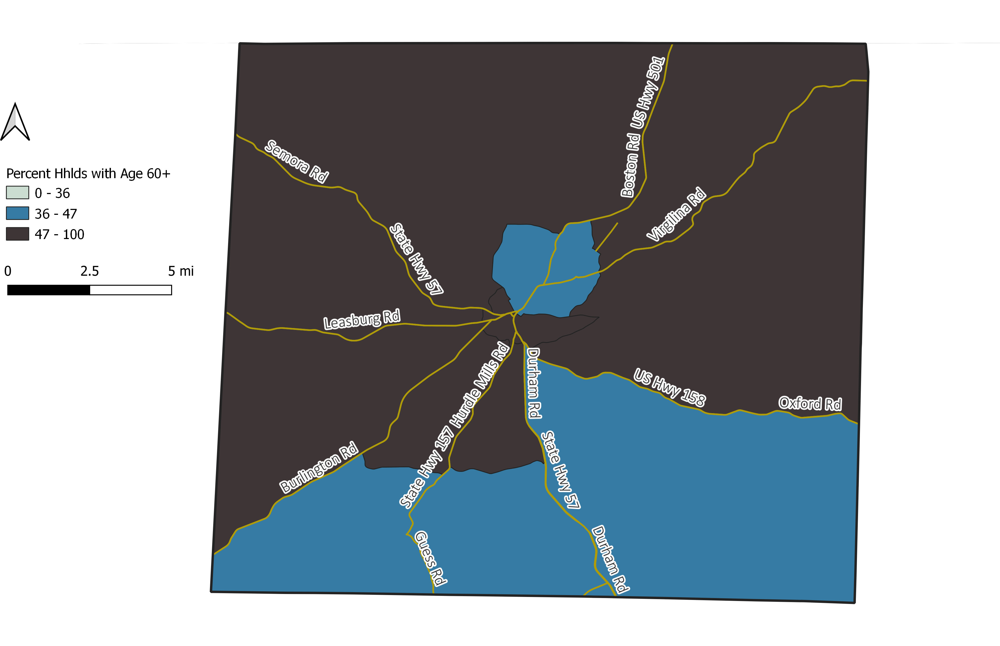 Percent Hhlds with Age 60+
0 - 36
36 - 47
47 - 100
0 2.5 5 mi
Boston Rd US Hwy 501
Semora Rd
Virgilina Rd
State Hwy 57
Leasburg Rd
Durham Rd
US Hwy 158
Oxford Rd
State Hwy 157 Hurdle Mills Rd
Burlington Rd
State Hwy 57
Guess Rd
Durham Rd